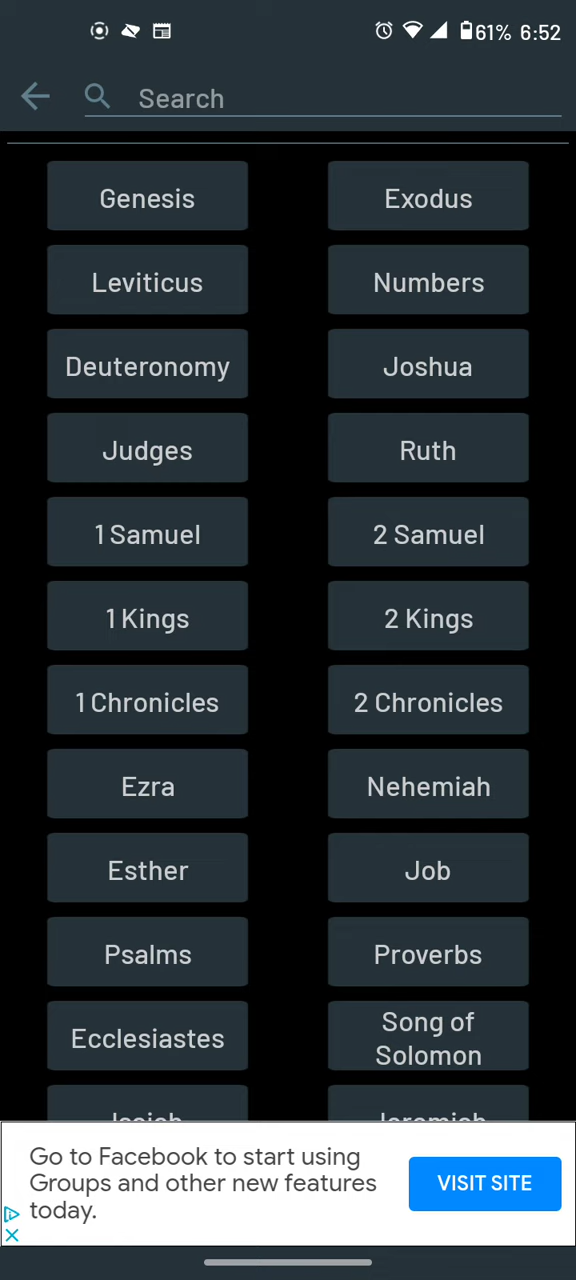 61% 6:52
Search
Genesis
Exodus
Leviticus
Numbers
Deuteronomy
Joshua
Judges
Ruth
1 Samuel
2 Samuel
1 Kings
2 Kings
1 Chronicles
2 Chronicles
Ezra
Nehemiah
Esther
Job
Psalms
Proverbs
Ecclesiastes
Song of
Solomon
Isaiah
Jeremiah
Go to Facebook to start using
Groups and other new features
today.
VISIT SITE